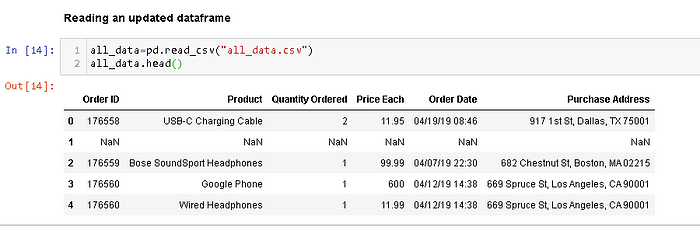 Reading an updated dataframe
In [14]: 1 all_data=pd.read_csv("all_data.csv")
2 all_data.head()
Out[14]:
Order ID Product Quantity Ordered Price Each Order Date Purchase Address
0 176558 USB-C Charging Cable 2 11.95 04/19/19 08:46 917 1st St, Dallas, TX 75001
1 NaN NaN NaN NaN NaN NaN
2 176559 Bose SoundSport Headphones 1 99.99 04/07/19 22:30 682 Chestnut St, Boston, MA 02215
3 176560 Google Phone 1 600 04/12/19 14:38 669 Spruce St, Los Angeles, CA 90001
4 176560 Wired Headphones 1 11.99 04/12/19 14:38 669 Spruce St, Los Angeles, CA 90001